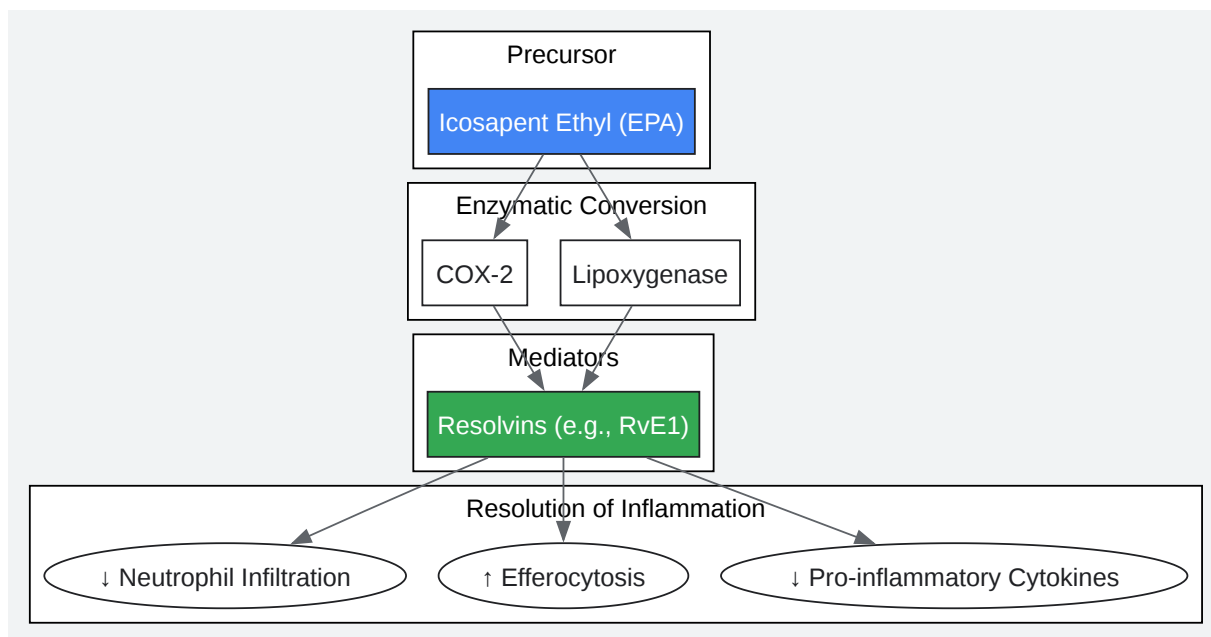 Precursor
Icosapent Ethyl (EPA)
Enzymatic Conversion
COX-2
Lipoxygenase
Mediators
Resolvins (e.g., RvE1)
Resolution of Inflammation
↓ Neutrophil Infiltration
↑ Efferocytosis
↓ Pro-inflammatory Cytokines